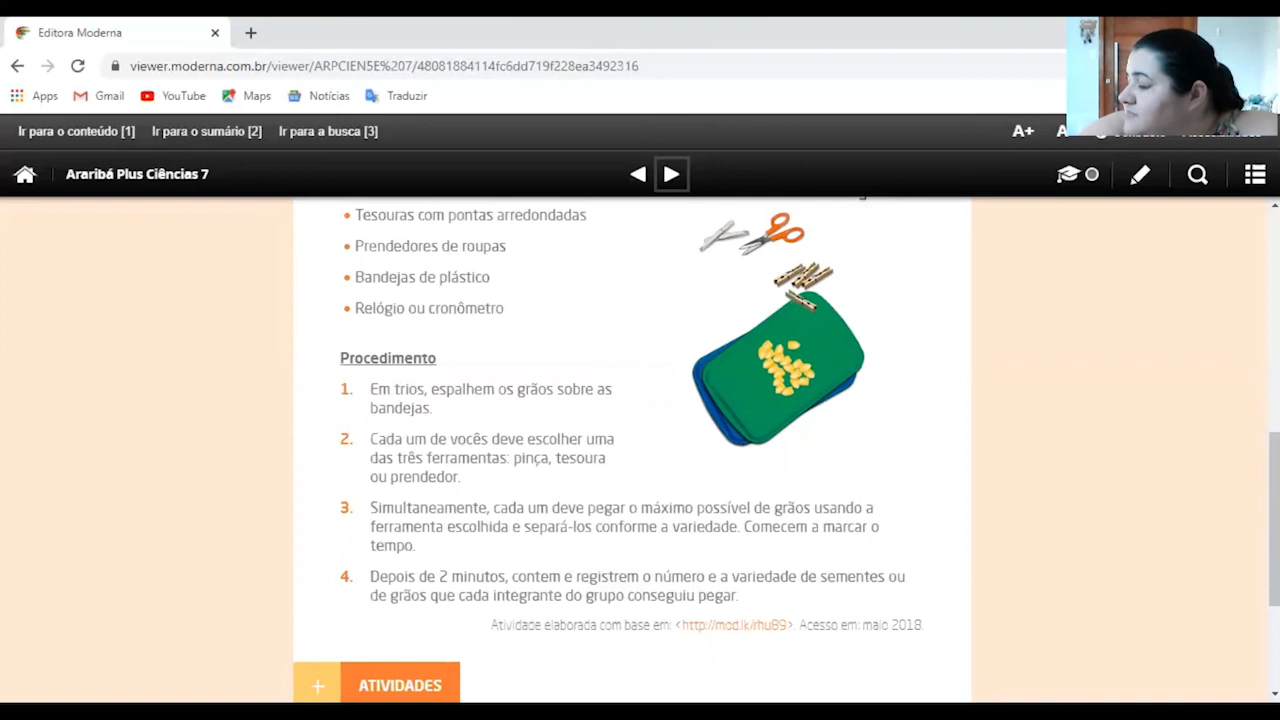 Editora Moderna
viewer.moderna.com.br/viewer/ARPCIEN5E%207/48081884114fc6dd719f228ea3492316
Apps Gmail YouTube Maps Notícias Traduzir
Ir para o conteúdo [1] Ir para o sumário [2] Ir para a busca [3] A+
Araribá Plus Ciências 7
• Tesouras com pontas arredondadas
• Prendedores de roupas
• Bandejas de plástico
• Relógio ou cronômetro
Procedimento
1. Em trios, espalhem os grãos sobre as
bandejas.
2. Cada um de vocês deve escolher uma
das três ferramentas: pinça, tesoura
ou prendedor.
3. Simultaneamente, cada um deve pegar o máximo possível de grãos usando a
ferramenta escolhida e separá-los conforme a variedade. Comecem a marcar o
tempo.
4. Depois de 2 minutos, contem e registrem o número e a variedade de sementes ou
de grãos que cada integrante do grupo conseguiu pegar.
Atividade elaborada com base em: <http://mod.lk/rhu89>. Acesso em: maio 2018.
+ ATIVIDADES